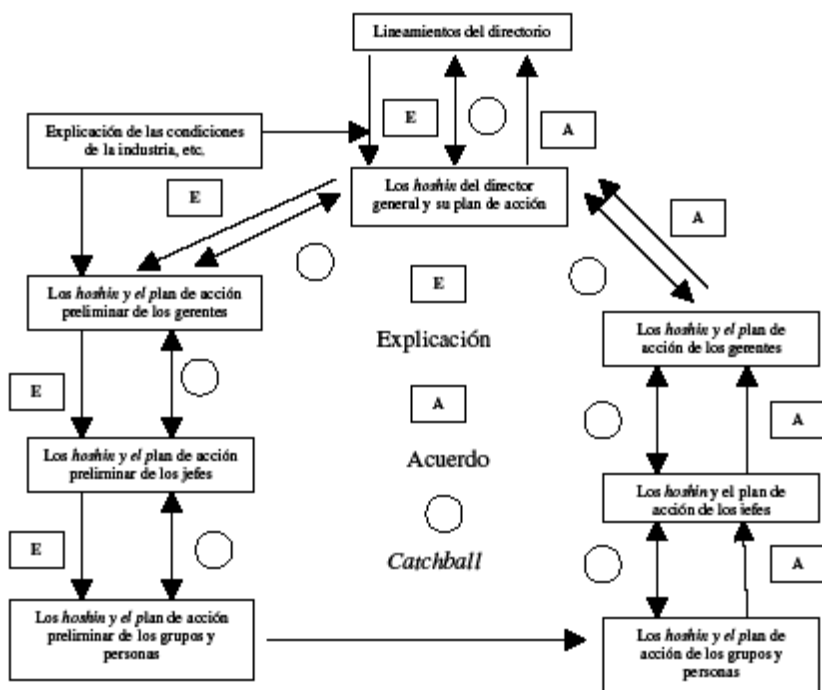 Lineamientos del directorio
E
A
Explicación de las condiciones
de la industria, etc.
E
Los hoshin del director
general y su plan de acción
A
Los hoshin y el plan de acción
preliminar de los gerentes
E
Explicación
Los hoshin y el plan de
acción de los gerentes
E
A
Acuerdo
A
Los hoshin y el plan de acción
preliminar de los jefes
Los hoshin y el plan de
acción de los jefes
E
Catchball
A
Los hoshin y el plan de acción
preliminar de los grupos y
personas
Los hoshin y el plan de
acción de los grupos y
personas